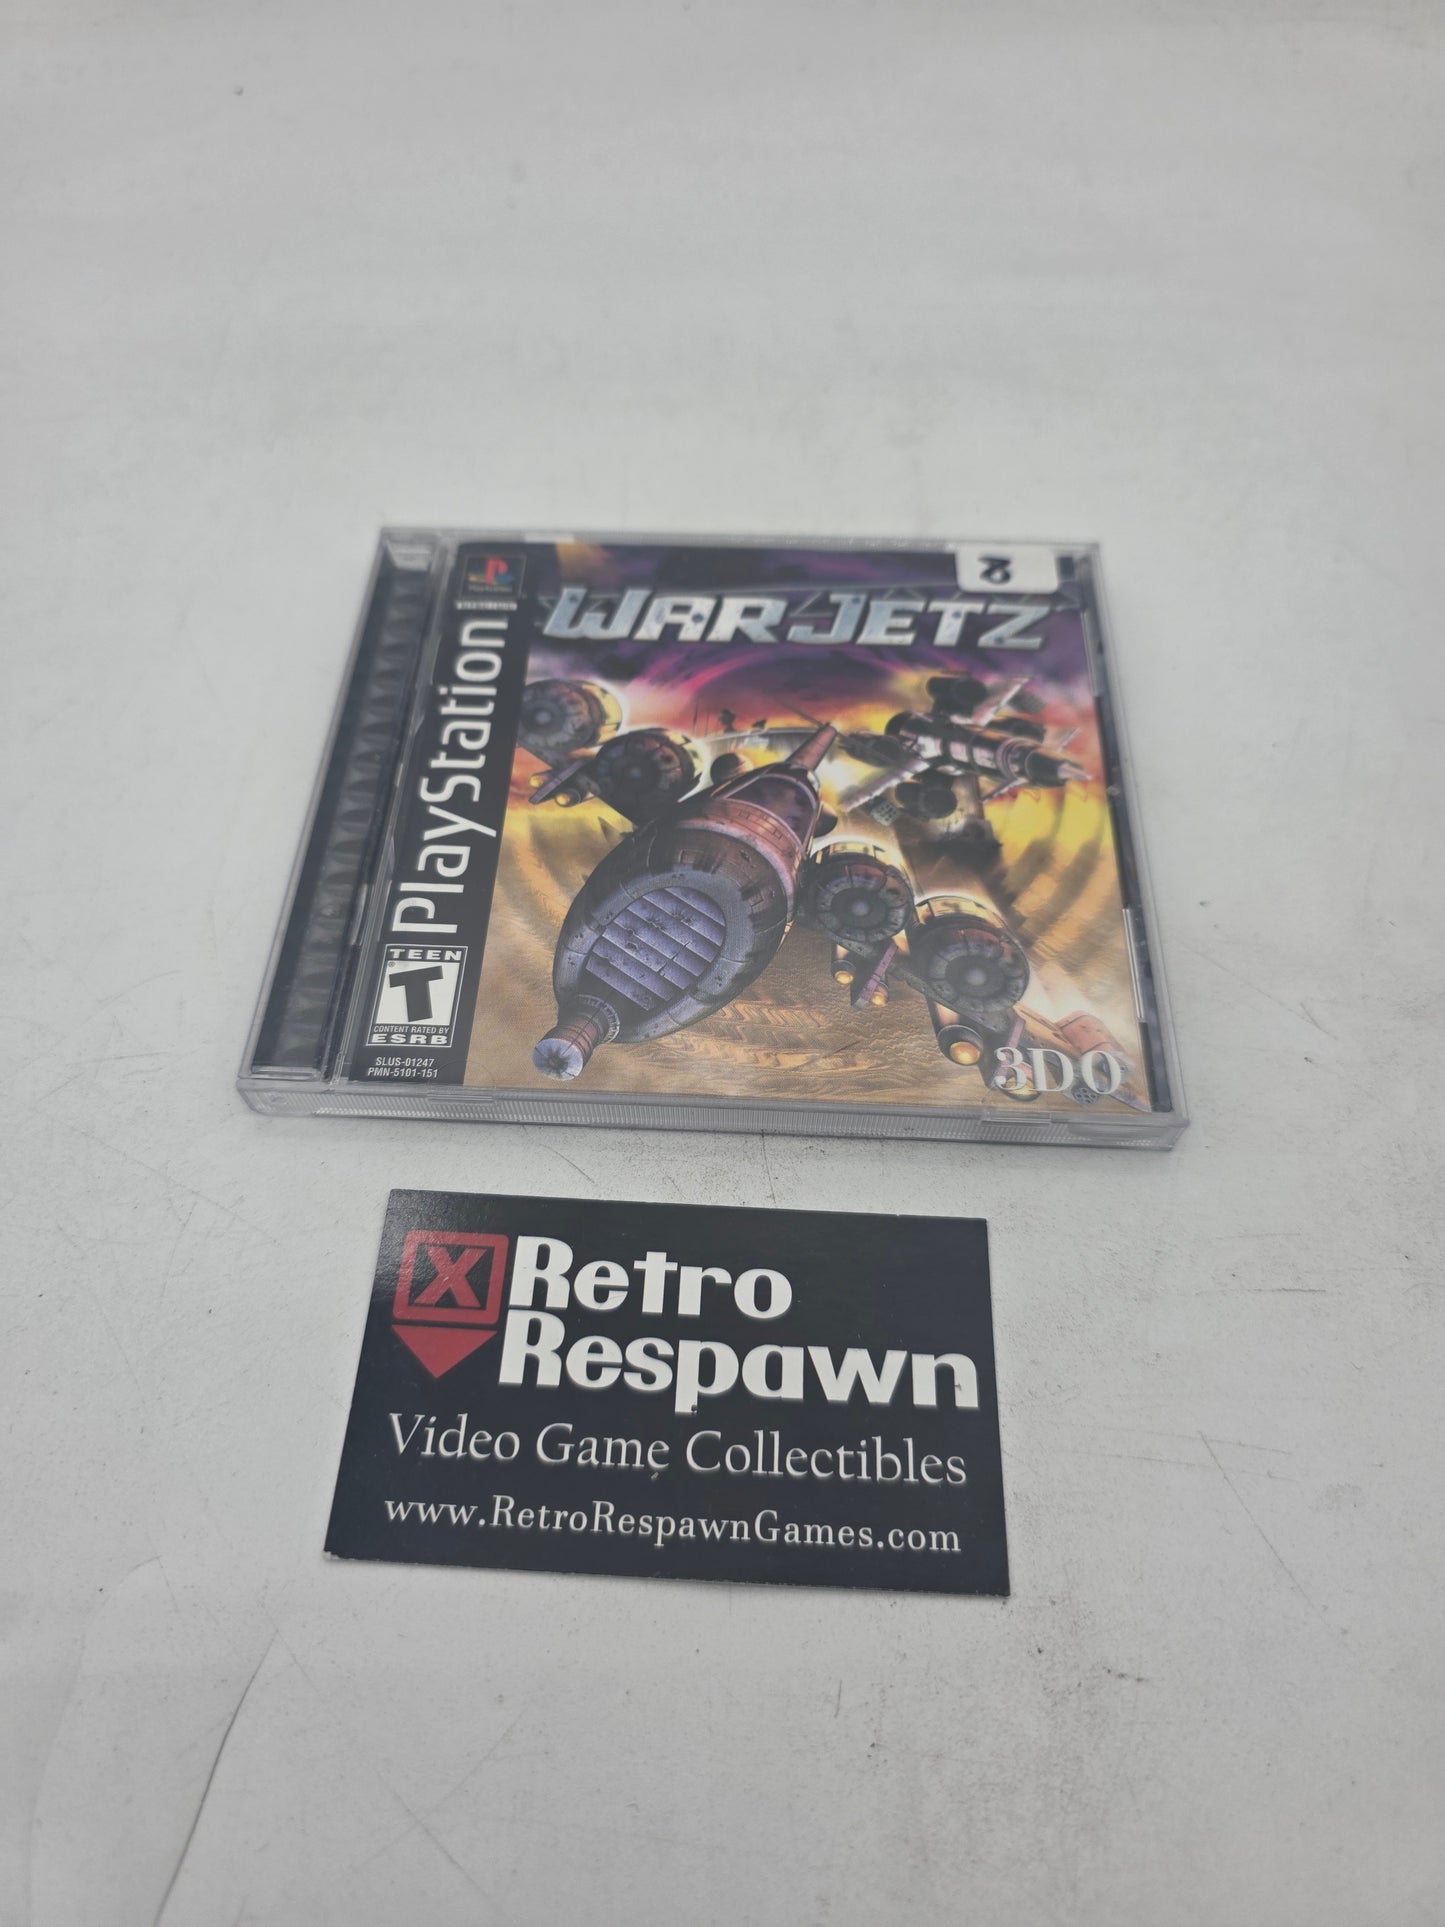 PlayStation
WARJETZ
PlayStation
TEEN
T
CONTENT RATED BY
ESRB
SLUS-01247
PMN-5101-151
3DO
X
Retro
Respawn
Video Game Collectibles
www.RetroRespawnGames.com